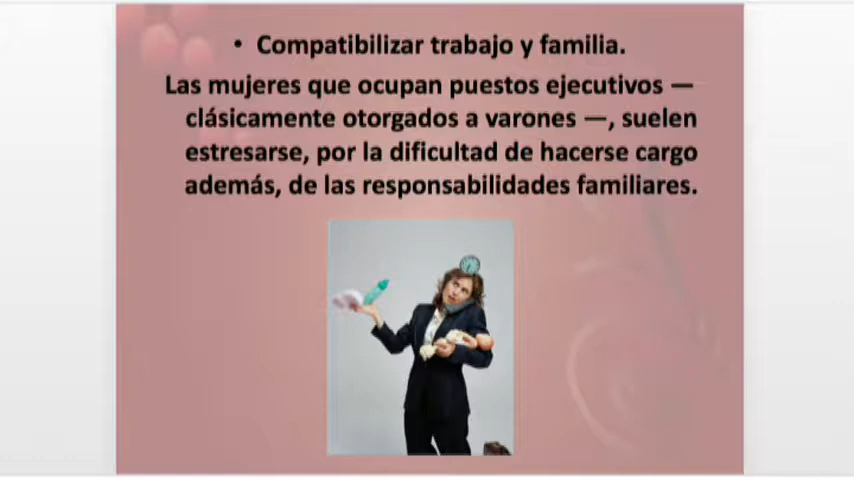 • Compatibilizar trabajo y familia.
Las mujeres que ocupan puestos ejecutivos —
clásicamente otorgados a varones —, suelen
estresarse, por la dificultad de hacerse cargo
además, de las responsabilidades familiares.